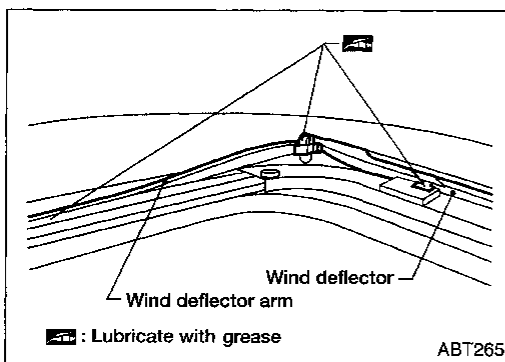 Wind deflector
Wind deflector arm
: Lubricate with grease
ABT265